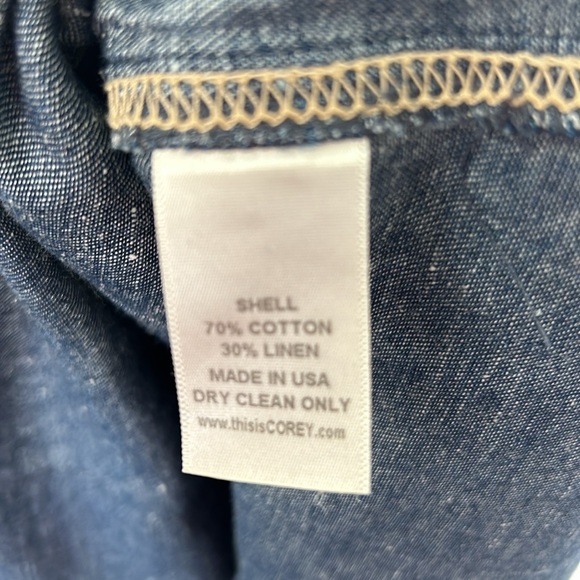 SHELL
70% COTTON
30% LINEN
MADE IN USA
DRY CLEAN ONLY
www.thisisCOREY.com